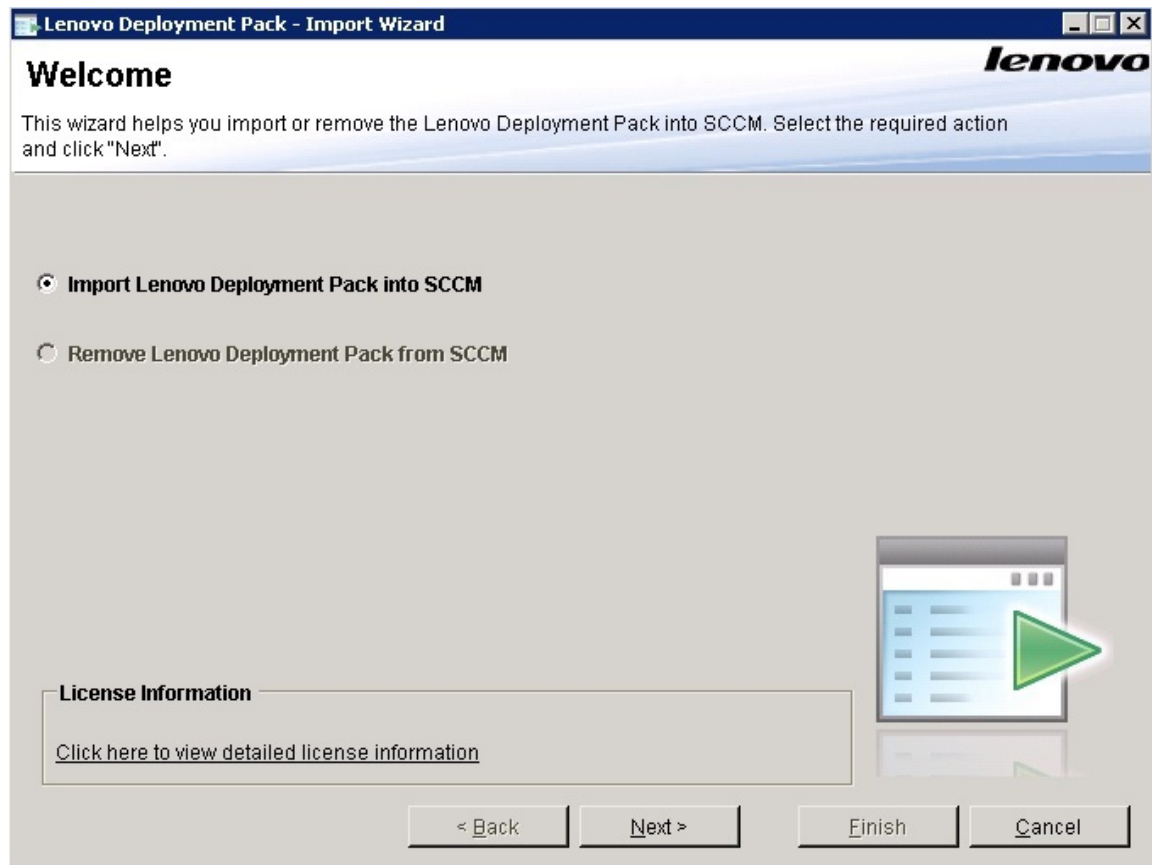 Lenovo Deployment Pack - Import Wizard
Welcome
lenovo
This wizard helps you import or remove the Lenovo Deployment Pack into SCCM. Select the required action
and click "Next".
Import Lenovo Deployment Pack into SCCM
Remove Lenovo Deployment Pack from SCCM
License Information
Click here to view detailed license information
< Back
Next >
Finish
Cancel